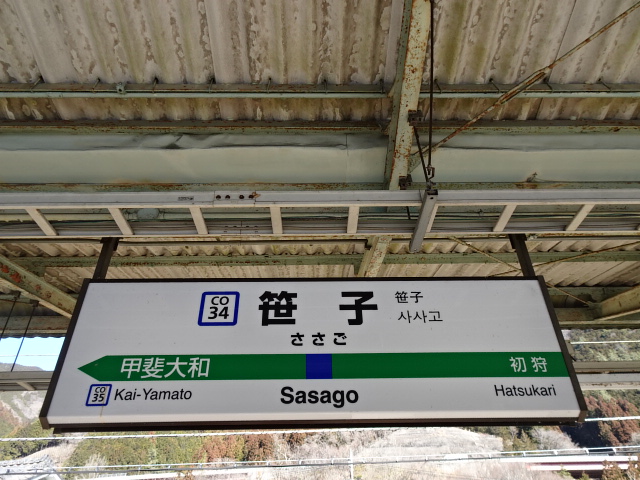 CO
34
笹子
笹子
사사고
ささご
甲斐大和
初狩
CO
35
Kai-Yamato
Sasago
Hatsukari